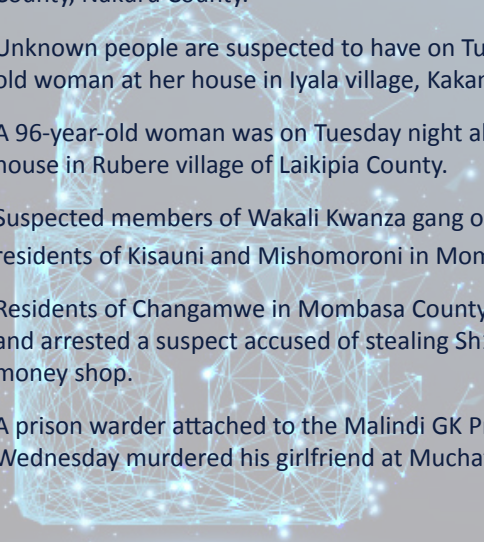 County, Nakuru County.
Unknown people are suspected to have on Tu
old woman at her house in Iyala village, Kakar
A 96-year-old woman was on Tuesday night al
house in Rubere village of Laikipia County.
Suspected members of Wakali Kwanza gang o
residents of Kisauni and Mishomoroni in Mom
Residents of Changamwe in Mombasa County
and arrested a suspect accused of stealing Sh
money shop.
A prison warder attached to the Malindi GK P
Wednesday murdered his girlfriend at Mucha